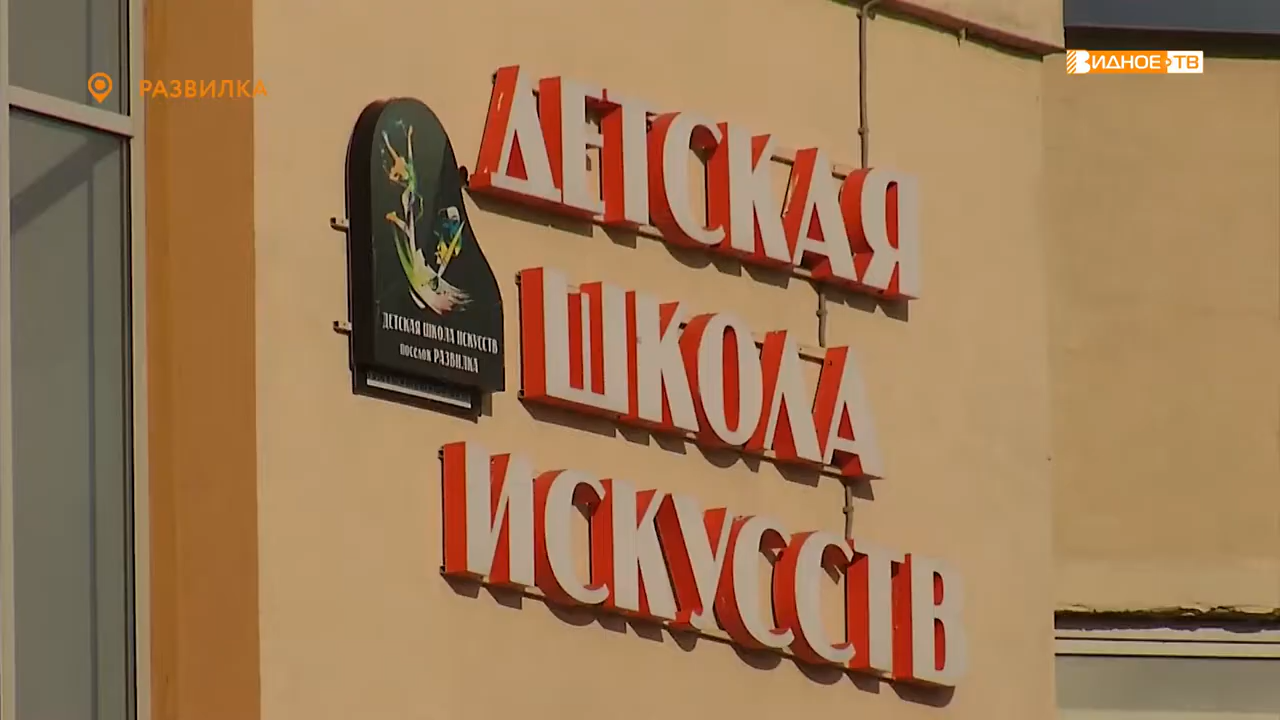 РАЗВИЛКА
ВИДНОЕ ТВ
ДЕТСКАЯ
ШКОЛА
ИСКУССТВ
ДЕТСКАЯ ШКОЛА ИСКУССТВ
поселок РАЗВИЛКА